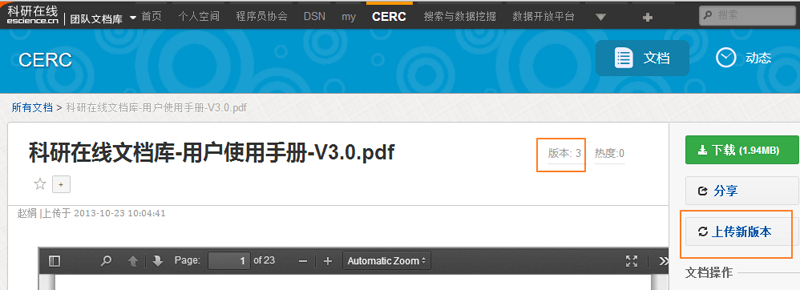 科研在线
escience.cn
团队文档库
首页 个人空间 程序员协会 DSN my CERC 搜索与数据挖掘 数据开放平台
搜索
CERC
文档 动态
所有文档 > 科研在线文档库-用户使用手册-V3.0.pdf
科研在线文档库-用户使用手册-V3.0.pdf
版本: 3 热度:0
下载 (1.94MB)
+
分享
赵娟 |上传于 2013-10-23 10:04:41
上传新版本
Page: 1 of 23 Automatic Zoom
文档操作